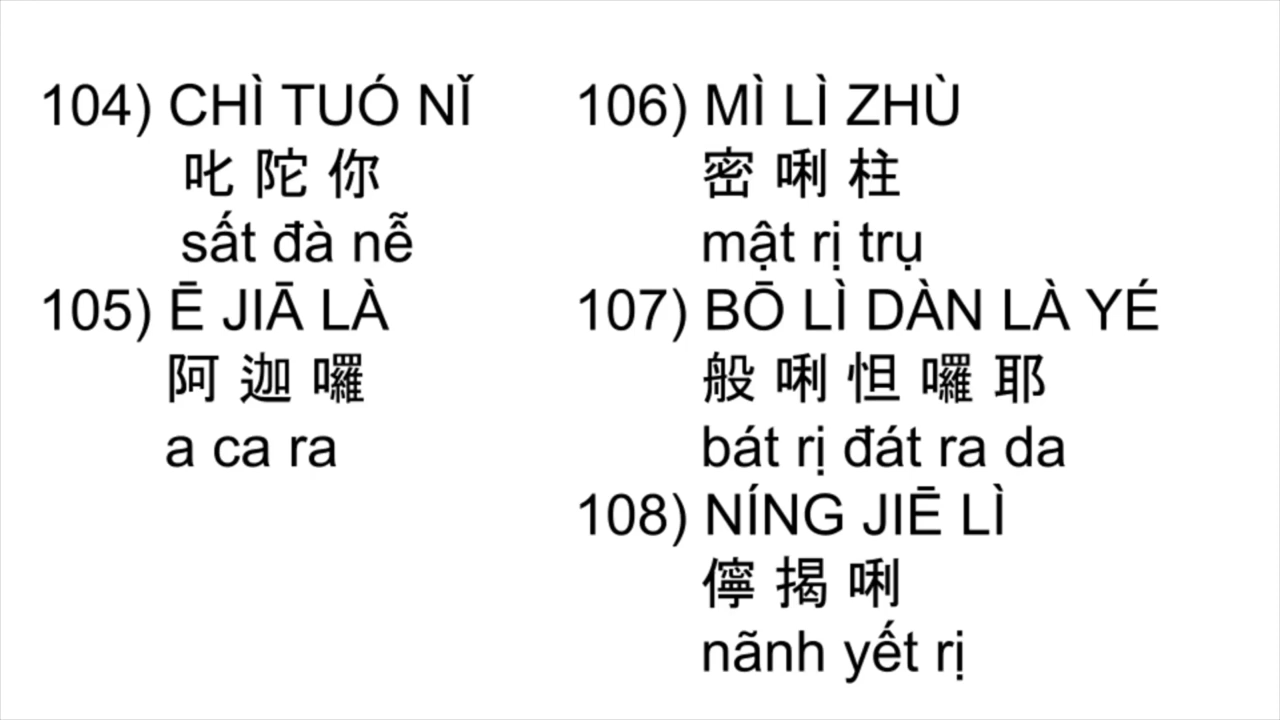 104) CHÌ TUÓ NǏ
叱 陀 你
sất đà nễ
105) Ē JIĀ LÀ
阿 迦 囉
a ca ra
106) MÌ LÌ ZHÙ
密 唎 柱
mật rị trụ
107) BŌ LÌ DÀN LÀ YÉ
般 唎 怛 囉 耶
bát rị đát ra da
108) NÍNG JIĒ LÌ
儜 揭 唎
nãnh yết rị